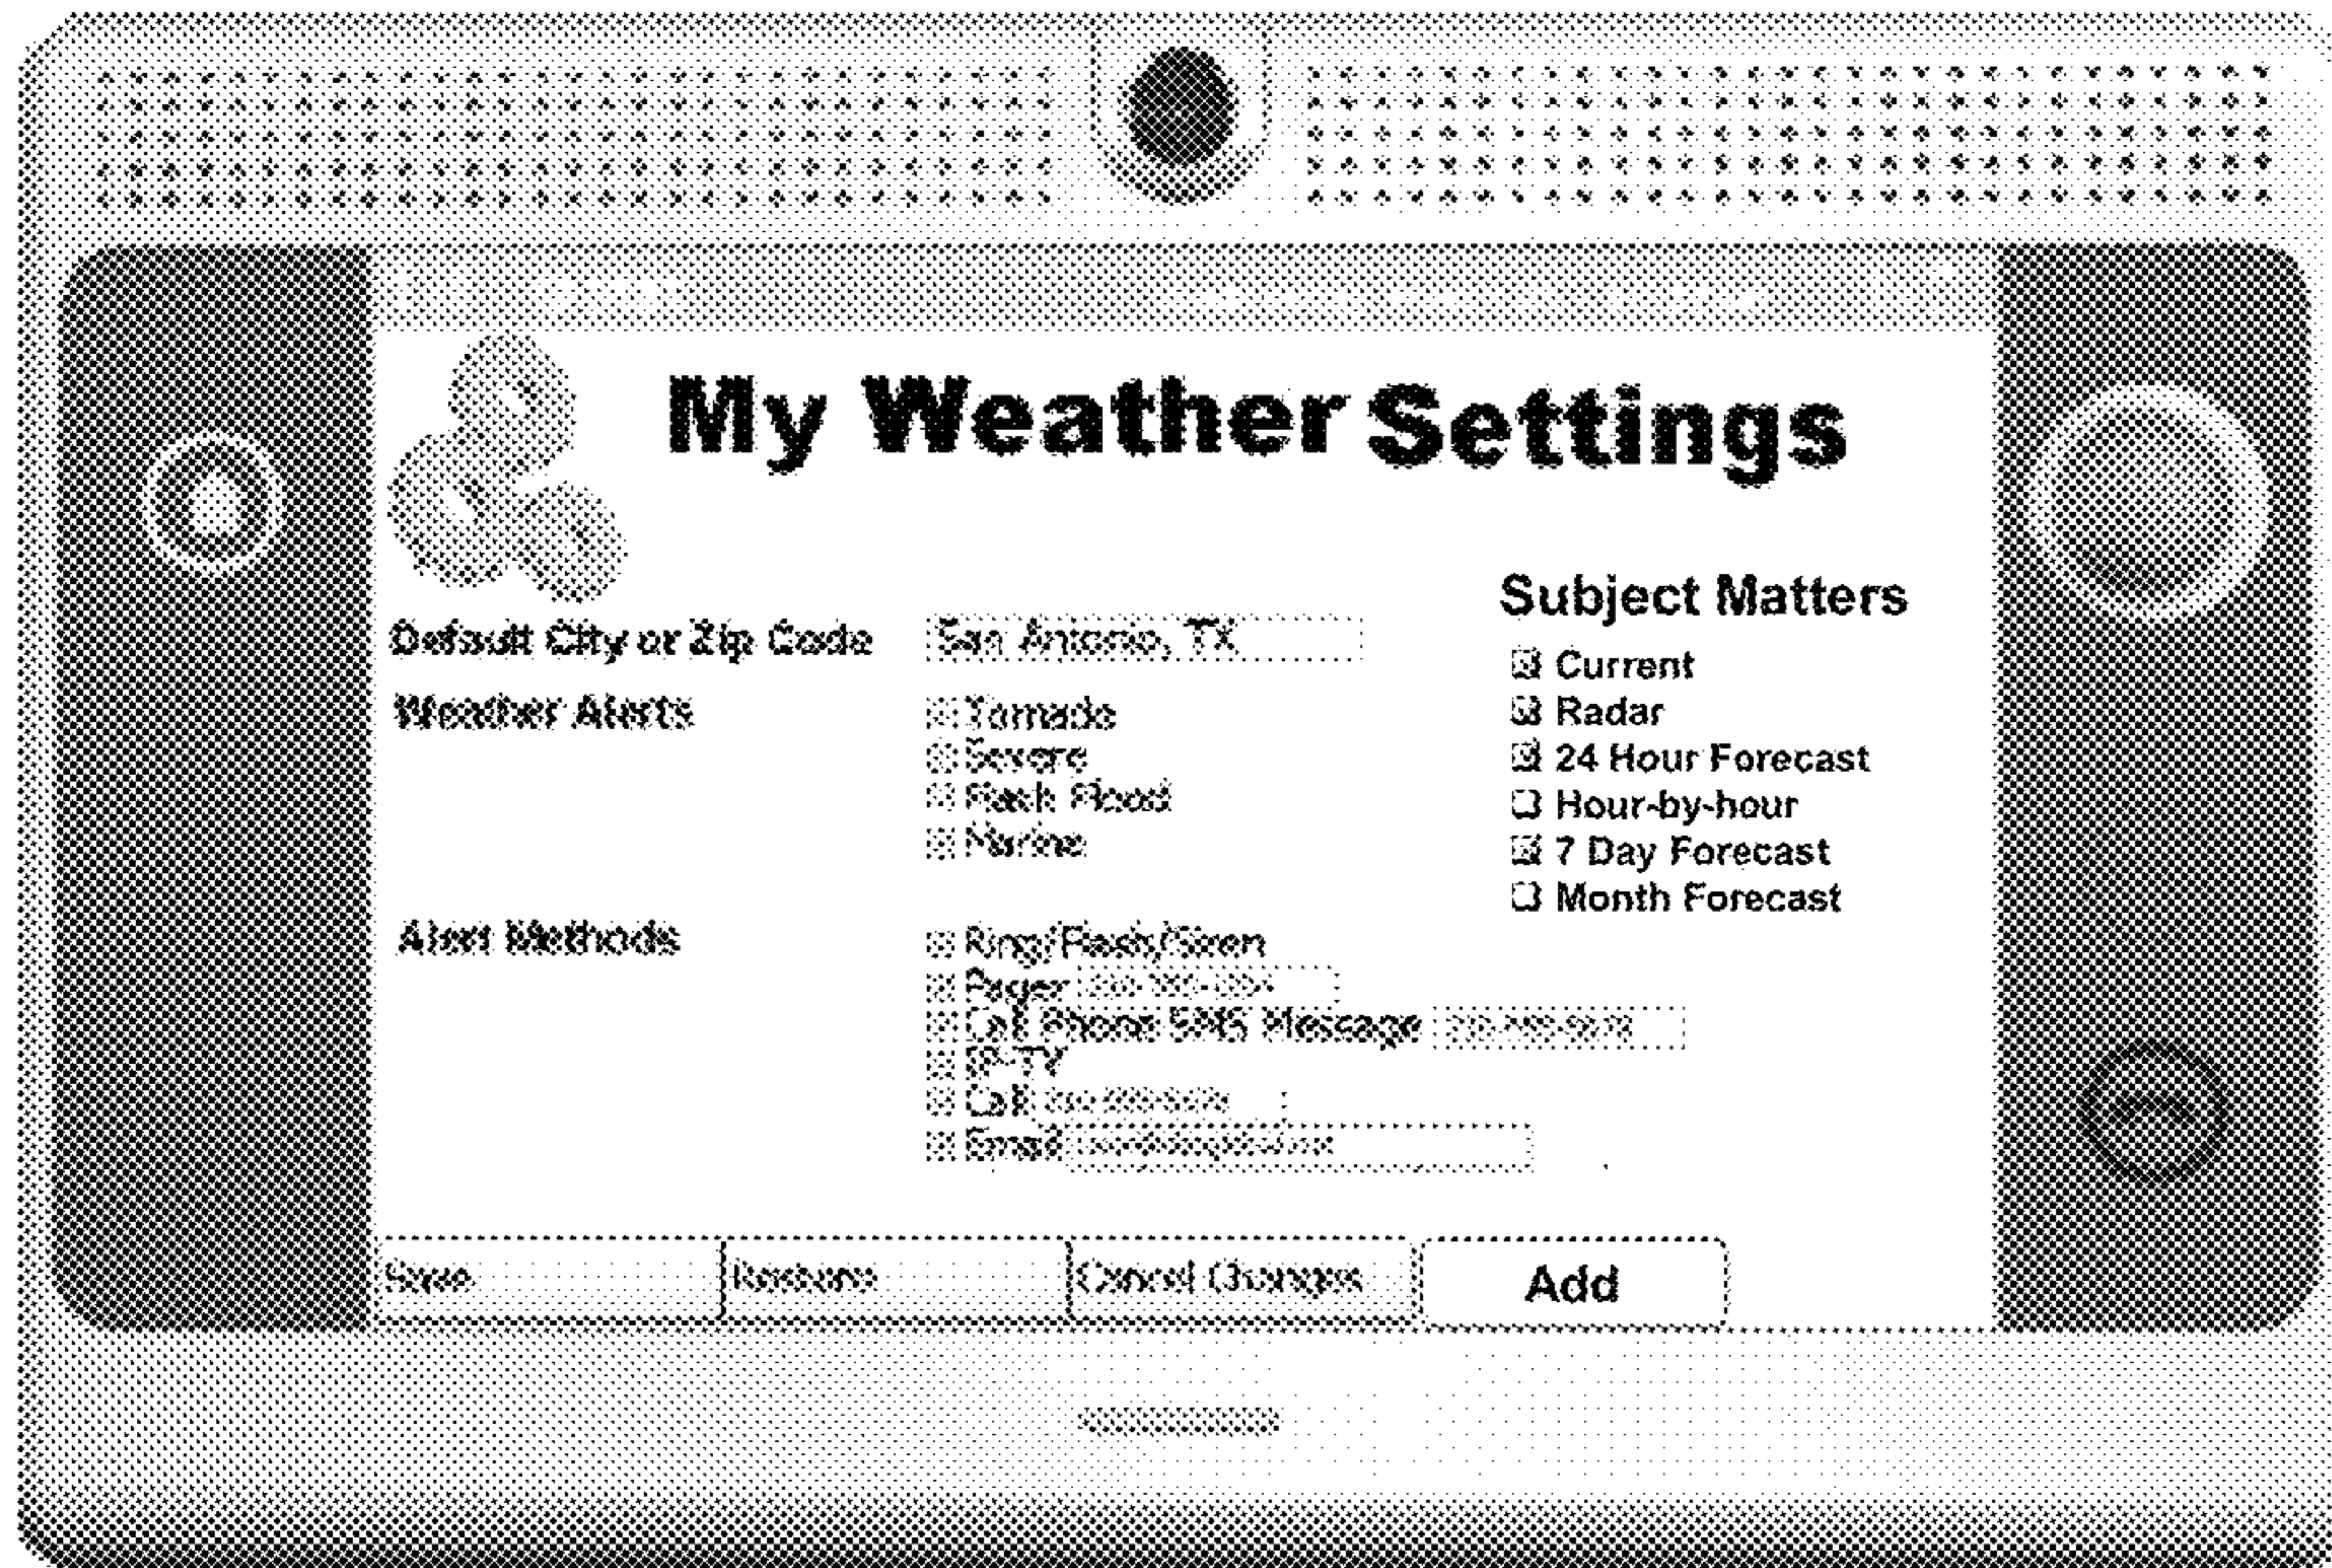 My Weather Settings
Subject Matters
Default City or Zip Code San Antonio, TX
Current
Weather Alerts
Radar
Tornado
Severe
24 Hour Forecast
Flash Flood
Hour-by-hour
Marine
7 Day Forecast
Month Forecast
Alert Methods
Ring/Flash/Siren
Pager
Cell Phone SMS Message
IP-TV
Call
Email
Save
Restore
Cancel Changes
Add